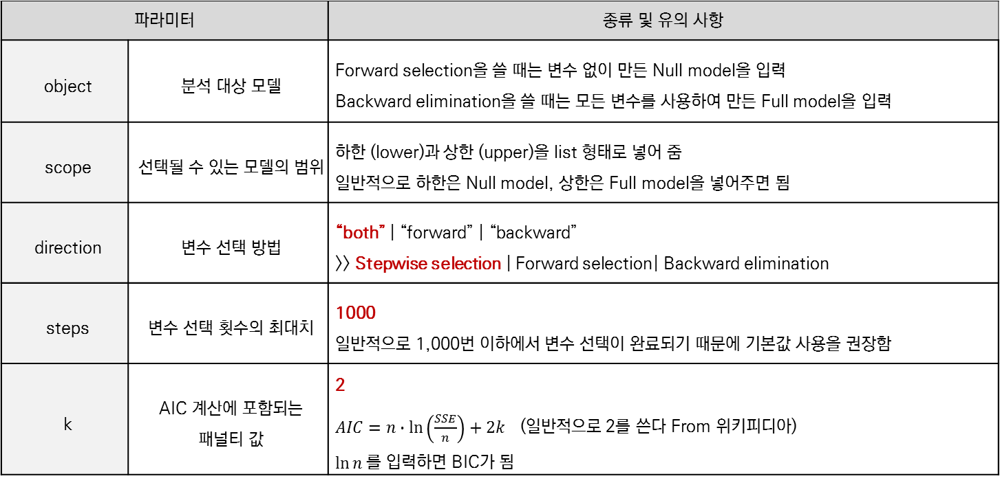 파라미터
종류 및 유의 사항
object
분석 대상 모델
Forward selection을 쓸 때는 변수 없이 만든 Null model을 입력
Backward elimination을 쓸 때는 모든 변수를 사용하여 만든 Full model을 입력
scope
선택될 수 있는 모델의 범위
하한 (lower)과 상한 (upper)을 list 형태로 넣어 줌
일반적으로 하한은 Null model, 상한은 Full model을 넣어주면 됨
direction
변수 선택 방법
“both” | “forward” | “backward”
>> Stepwise selection | Forward selection| Backward elimination
steps
변수 선택 횟수의 최대치
1000
일반적으로 1,000번 이하에서 변수 선택이 완료되기 때문에 기본값 사용을 권장함
k
AIC 계산에 포함되는
패널티 값
2
AIC = n · ln(SSE/n) + 2k (일반적으로 2를 쓴다 From 위키피디아)
ln n 를 입력하면 BIC가 됨